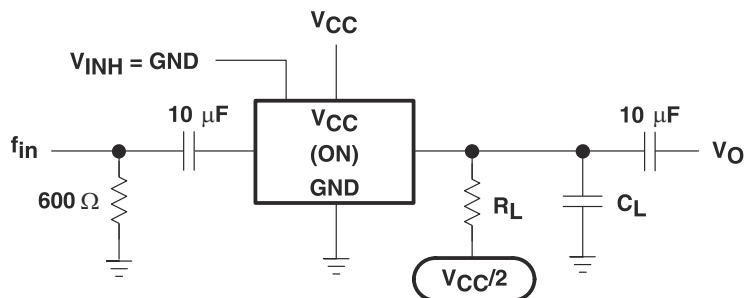 VCC
VINH = GND
10 μF
VCC
10 μF
fin
(ON)
VO
GND
600 Ω
RL
CL
VCC/2